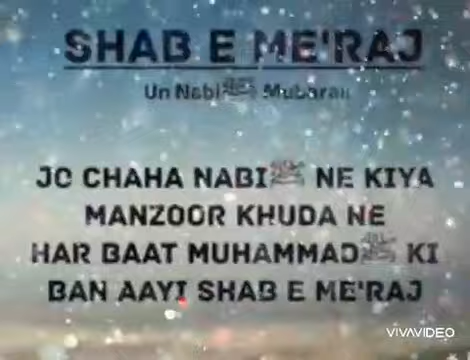 SHAB E ME'RAJ
Un Nabi ﷺ Mubarak
JO CHAHA NABI ﷺ NE KIYA
MANZOOR KHUDA NE
HAR BAAT MUHAMMAD ﷺ KI
BAN AAYI SHAB E ME'RAJ
VIVAVIDEO